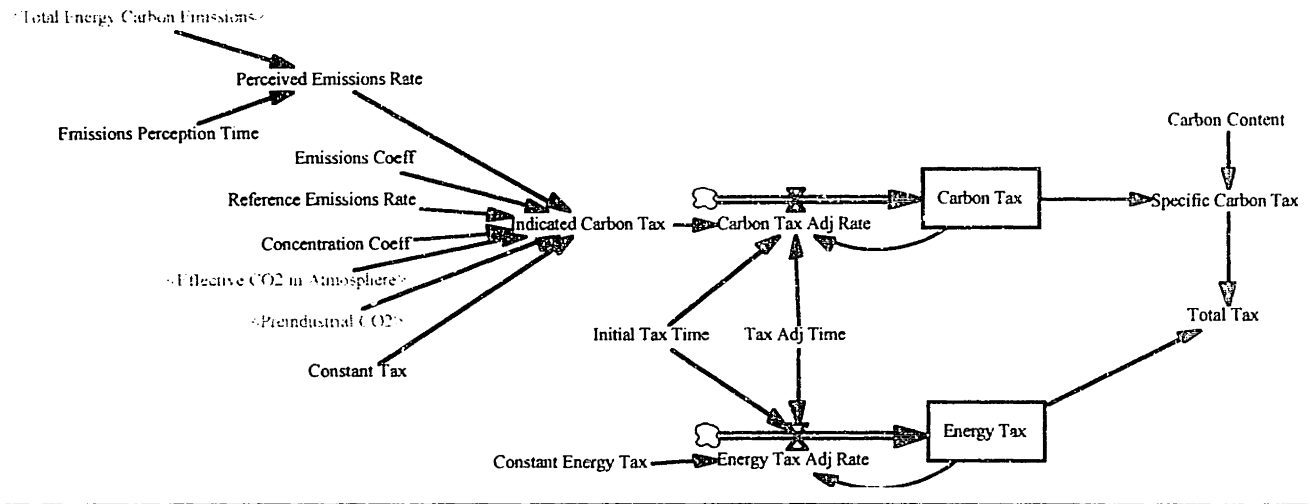 <Total Energy Carbon Emissions>
Perceived Emissions Rate
Emissions Perception Time
Carbon Content
Emissions Coeff
Reference Emissions Rate
Carbon Tax
Specific Carbon Tax
Indicated Carbon Tax
Carbon Tax Adj Rate
Concentration Coeff
<Effective CO2 in Atmosphere>
<Preindustrial CO2>
Total Tax
Initial Tax Time
Tax Adj Time
Constant Tax
Energy Tax
Constant Energy Tax
Energy Tax Adj Rate